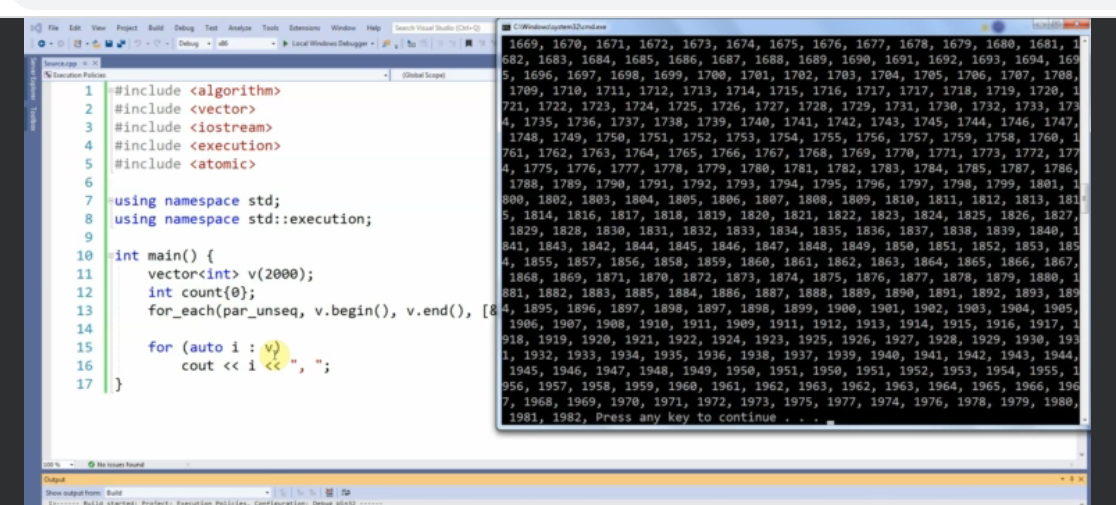 File Edit View Project Build Debug Test Analyze Tools Extensions Window Help Search Visual Studio (Ctrl+Q)
Debug x86 Local Windows Debugger
Source.cpp
Execution Policies (Global Scope)
Server Explorer
Toolbox
1 #include <algorithm>
2 #include <vector>
3 #include <iostream>
4 #include <execution>
5 #include <atomic>
6
7 using namespace std;
8 using namespace std::execution;
9
10 int main() {
11 vector<int> v(2000);
12 int count{0};
13 for_each(par_unseq, v.begin(), v.end(), [&
14
15 for (auto i : v)
16 cout << i << ", ";
17 }
100 % No issues found
Output
Show output from: Build
Build started: Project: Execution Policies, Configuration: Debug Win32
C:\Windows\system32\cmd.exe
1669, 1670, 1671, 1672, 1673, 1674, 1675, 1676, 1677, 1678, 1679, 1680, 1681, 1
682, 1683, 1684, 1685, 1686, 1687, 1688, 1689, 1690, 1691, 1692, 1693, 1694, 169
5, 1696, 1697, 1698, 1699, 1700, 1701, 1702, 1703, 1704, 1705, 1706, 1707, 1708,
1709, 1710, 1711, 1712, 1713, 1714, 1715, 1716, 1717, 1717, 1718, 1719, 1720, 1
721, 1722, 1723, 1724, 1725, 1726, 1727, 1728, 1729, 1731, 1730, 1732, 1733, 173
4, 1735, 1736, 1737, 1738, 1739, 1740, 1741, 1742, 1743, 1745, 1744, 1746, 1747,
1748, 1749, 1750, 1751, 1752, 1753, 1754, 1755, 1756, 1757, 1759, 1758, 1760, 1
761, 1762, 1763, 1764, 1765, 1766, 1767, 1768, 1769, 1770, 1771, 1773, 1772, 177
4, 1775, 1776, 1777, 1778, 1779, 1780, 1781, 1782, 1783, 1784, 1785, 1787, 1786,
1788, 1789, 1790, 1791, 1792, 1793, 1794, 1795, 1796, 1797, 1798, 1799, 1801, 1
800, 1802, 1803, 1804, 1805, 1806, 1807, 1808, 1809, 1810, 1811, 1812, 1813, 181
5, 1814, 1816, 1817, 1818, 1819, 1820, 1821, 1822, 1823, 1824, 1825, 1826, 1827,
1829, 1828, 1830, 1831, 1832, 1833, 1834, 1835, 1836, 1837, 1838, 1839, 1840, 1
841, 1843, 1842, 1844, 1845, 1846, 1847, 1848, 1849, 1850, 1851, 1852, 1853, 185
4, 1855, 1857, 1856, 1858, 1859, 1860, 1861, 1862, 1863, 1864, 1865, 1866, 1867,
1868, 1869, 1871, 1870, 1872, 1873, 1874, 1875, 1876, 1877, 1878, 1879, 1880, 1
881, 1882, 1883, 1885, 1884, 1886, 1887, 1888, 1889, 1890, 1891, 1892, 1893, 189
4, 1895, 1896, 1897, 1898, 1897, 1898, 1899, 1900, 1901, 1902, 1903, 1904, 1905,
1906, 1907, 1908, 1910, 1911, 1909, 1911, 1912, 1913, 1914, 1915, 1916, 1917, 1
918, 1919, 1920, 1921, 1922, 1923, 1924, 1925, 1926, 1927, 1928, 1929, 1930, 193
1, 1932, 1933, 1934, 1935, 1936, 1938, 1937, 1939, 1940, 1941, 1942, 1943, 1944,
1945, 1946, 1947, 1948, 1949, 1950, 1951, 1950, 1951, 1952, 1953, 1954, 1955, 1
956, 1957, 1958, 1959, 1960, 1961, 1962, 1963, 1962, 1963, 1964, 1965, 1966, 196
7, 1968, 1969, 1970, 1971, 1972, 1973, 1975, 1977, 1974, 1976, 1978, 1979, 1980,
1981, 1982, Press any key to continue . . .